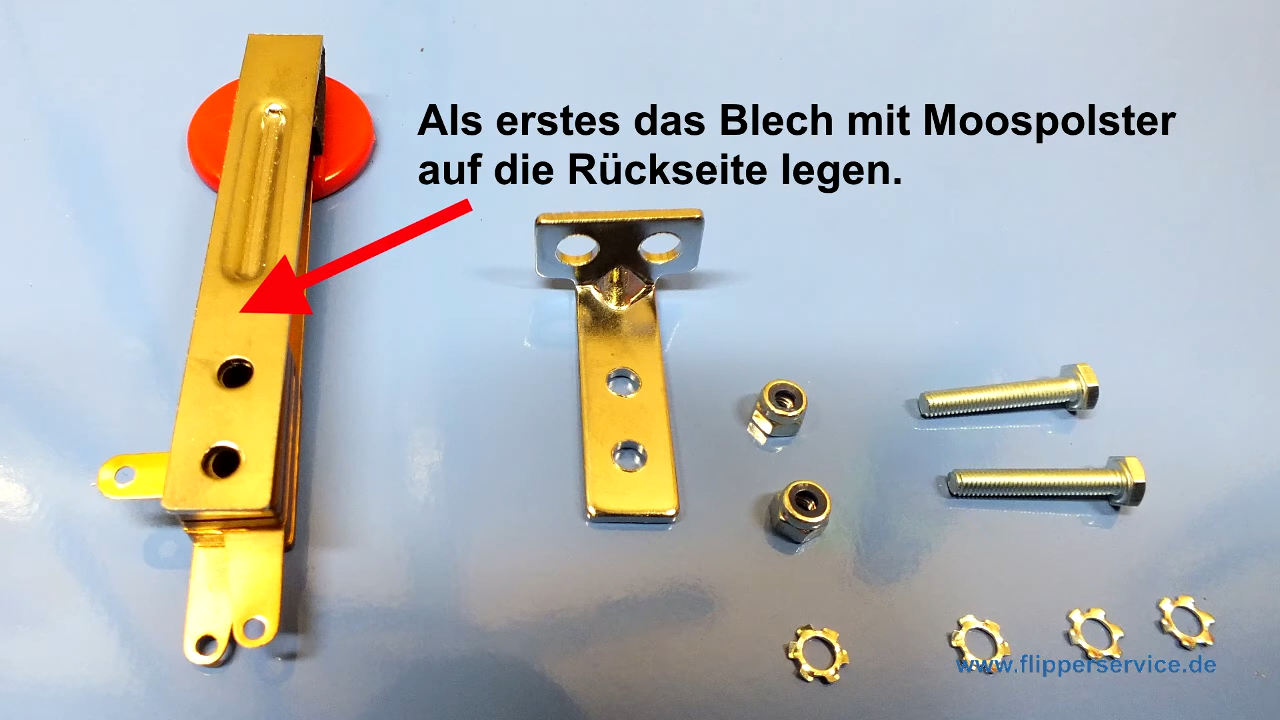 Als erstes das Blech mit Moospolster
auf die Rückseite legen.
www.flipperservice.de